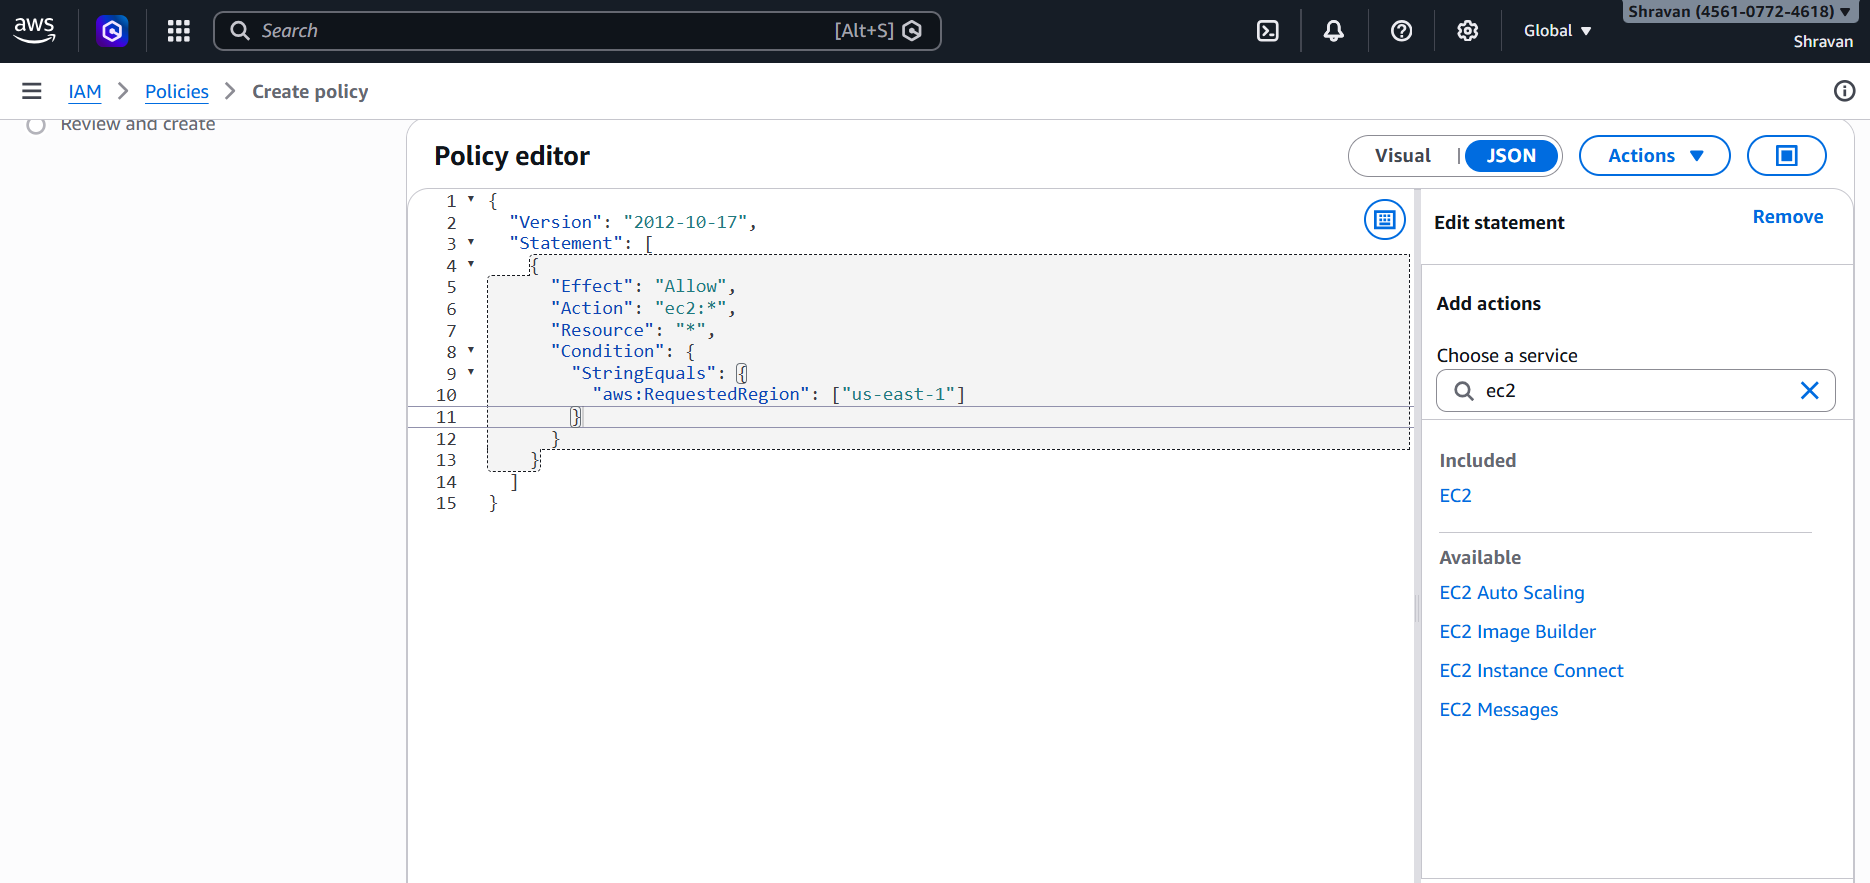 aws
Search [Alt+S]
Global
Shravan (4561-0772-4618)
Shravan
IAM Policies Create policy
Review and create
Policy editor
Visual JSON Actions
1 {
2 "Version": "2012-10-17",
3 "Statement": [
4 {
5 "Effect": "Allow",
6 "Action": "ec2:*",
7 "Resource": "*",
8 "Condition": {
9 "StringEquals": {
10 "aws:RequestedRegion": ["us-east-1"]
11 }
12 }
13 }
14 ]
15 }
Edit statement Remove
Add actions
Choose a service
ec2
Included
EC2
Available
EC2 Auto Scaling
EC2 Image Builder
EC2 Instance Connect
EC2 Messages